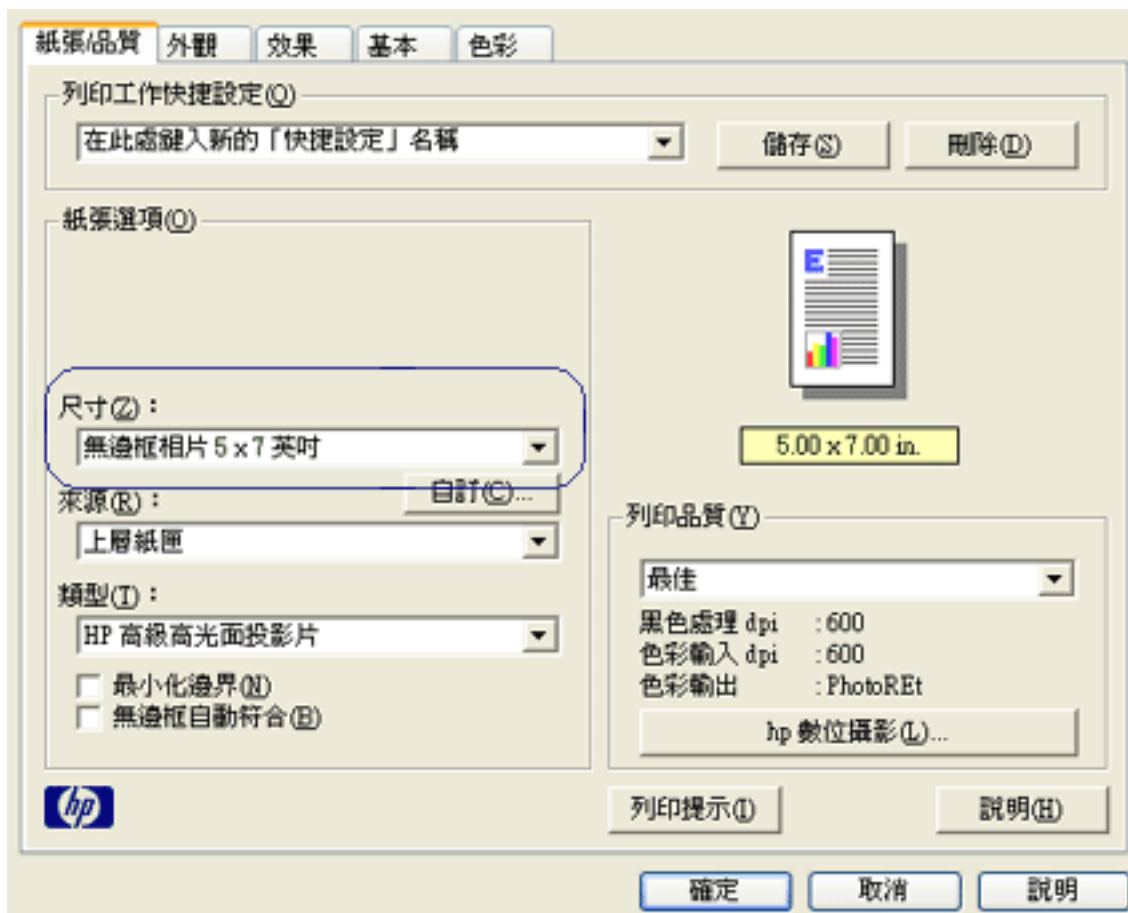 紙張/品質 外觀 效果 基本 色彩
列印工作快捷設定(Q)
在此處鍵入新的「快捷設定」名稱 儲存(S) 刪除(D)
紙張選項(O)
E
尺寸(Z)：
無邊框相片 5 x 7 英吋
5.00 x 7.00 in.
自訂(C)...
來源(R)：
上層紙匣
列印品質(Y)
最佳
類型(T)：
HP 高級高光面投影片
黑色處理 dpi : 600
色彩輸入 dpi : 600
色彩輸出 : PhotoREt
最小化邊界(N)
無邊框自動符合(B)
hp 數位攝影(L)...
hp
列印提示(I) 說明(H)
確定 取消 說明